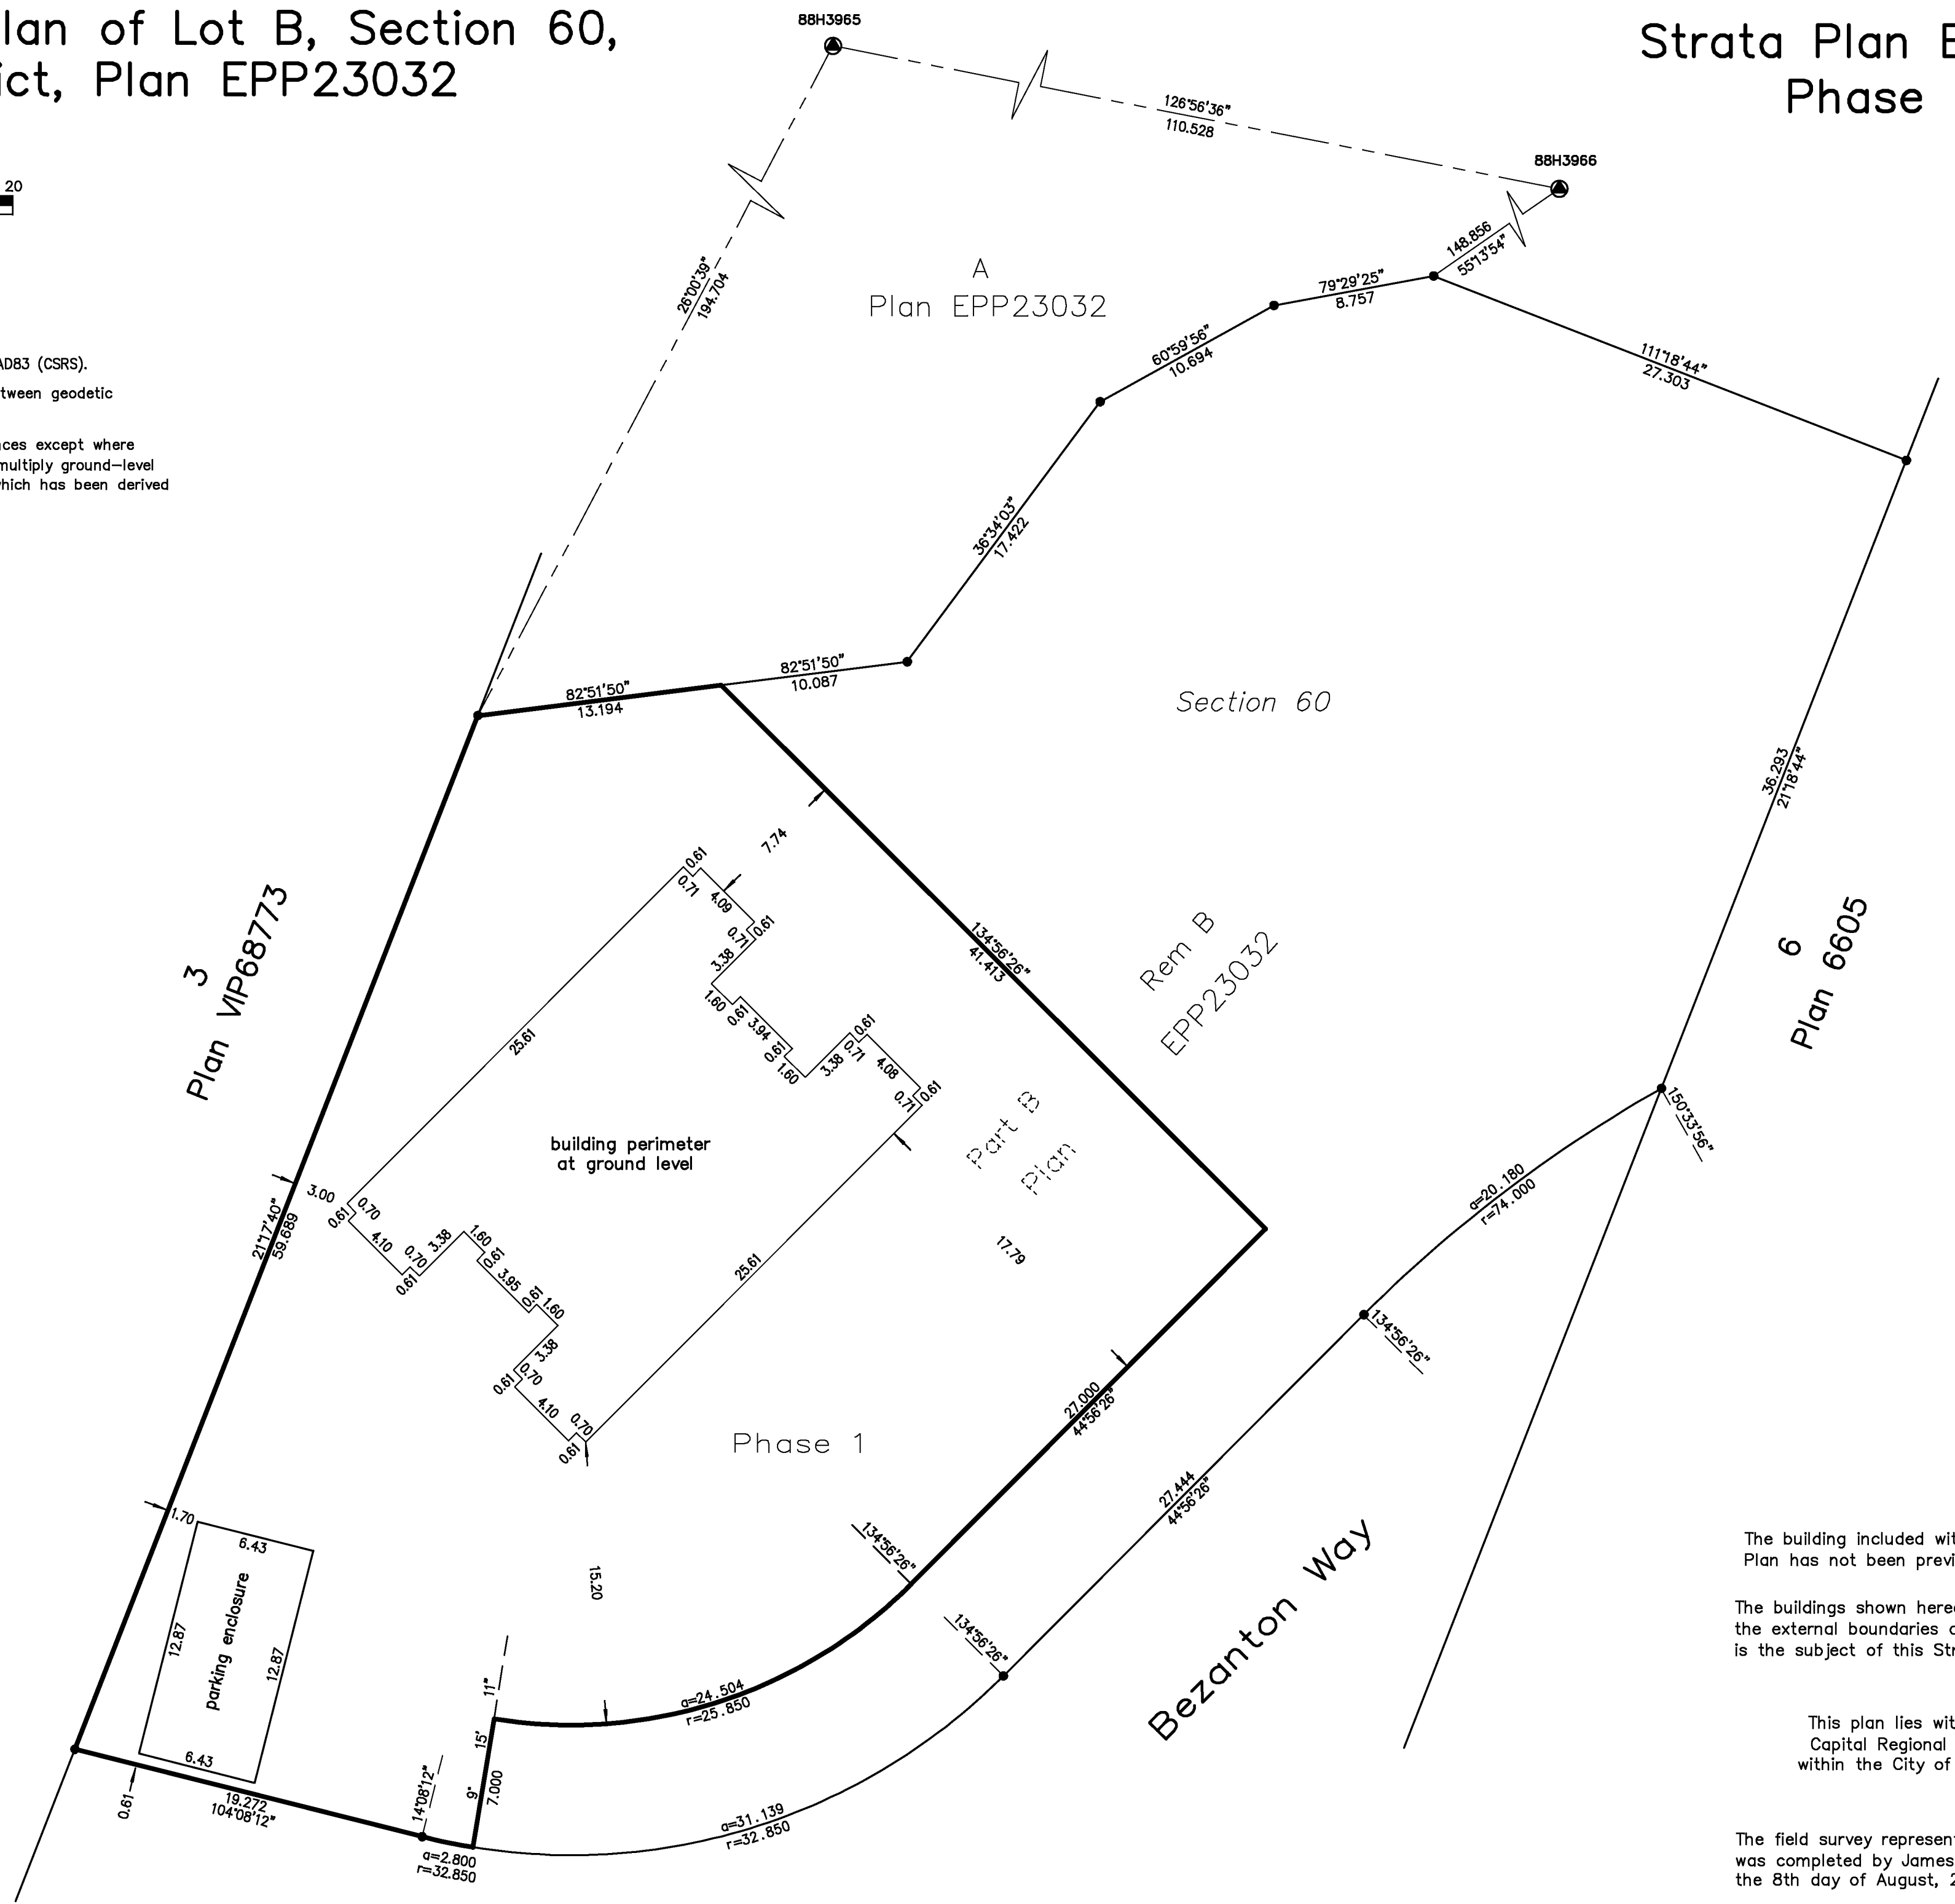 lan of Lot B, Section 60,
ict, Plan EPP23032
Strata Plan E
Phase
20
AD83 (CSRS).
tween geodetic
nces except where
multiply ground-level
which has been derived
88H3965
126°56'36"
110.528
88H3966
148.856
55°13'54"
26°00'39"
194.704
A
Plan EPP23032
79°29'25"
8.757
60°59'56"
10.694
111°18'44"
27.303
36°34'03"
17.422
82°51'50"
13.194
82°51'50"
10.087
Section 60
36.293
21°18'44"
3
Plan VIP68773
6
Plan 6605
7.74
134°56'26"
41.413
Rem B
EPP23032
Part B
Plan
0.61
0.71
4.09
0.61
0.71
3.38
1.60
0.61
3.94
0.61
1.60
3.38
0.61
0.71
4.08
0.61
0.71
25.61
building perimeter
at ground level
25.61
17.79
3.00
21°17'40"
59.689
0.70
0.61
4.10
0.70
0.61
3.38
1.60
0.61
3.95
0.61
1.60
3.38
0.70
0.61
4.10
0.70
0.61
150°33'56"
a=20.180
r=74.000
134°56'26"
27.000
44°56'26"
27.444
44°56'26"
Phase 1
134°56'26"
134°56'26"
Bezanton Way
1.70
6.43
parking enclosure
12.87
12.87
6.43
0.61
15.20
11"
15'
9°
7.000
14°08'12"
19.272
104°08'12"
a=24.504
r=25.850
a=31.139
r=32.850
a=2.800
r=32.850
The building included wit
Plan has not been previ
The buildings shown here
the external boundaries o
is the subject of this Str
This plan lies wit
Capital Regional
within the City of
The field survey represent
was completed by James
the 8th day of August, 2